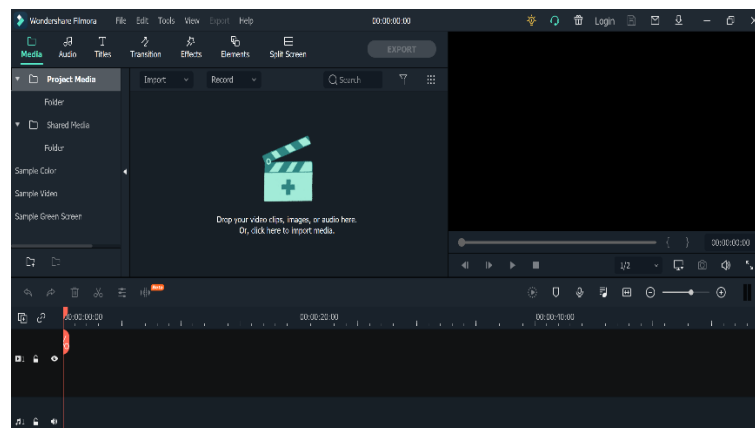 Wondershare Filmora File Edit Tools View Export Help 00:00:00:00 Login
Media Audio Titles Transition Effects Elements Split Screen EXPORT
Project Media Import Record Search
Folder
Shared Media
Folder
Sample Color
Sample Video
Sample Green Screen
Drop your video clips, images, or audio here.
Or, click here to import media.
{ } 00:00:00:00
1/2
Beta
00:00:00:00 00:00:20:00 00:00:40:00
1
1